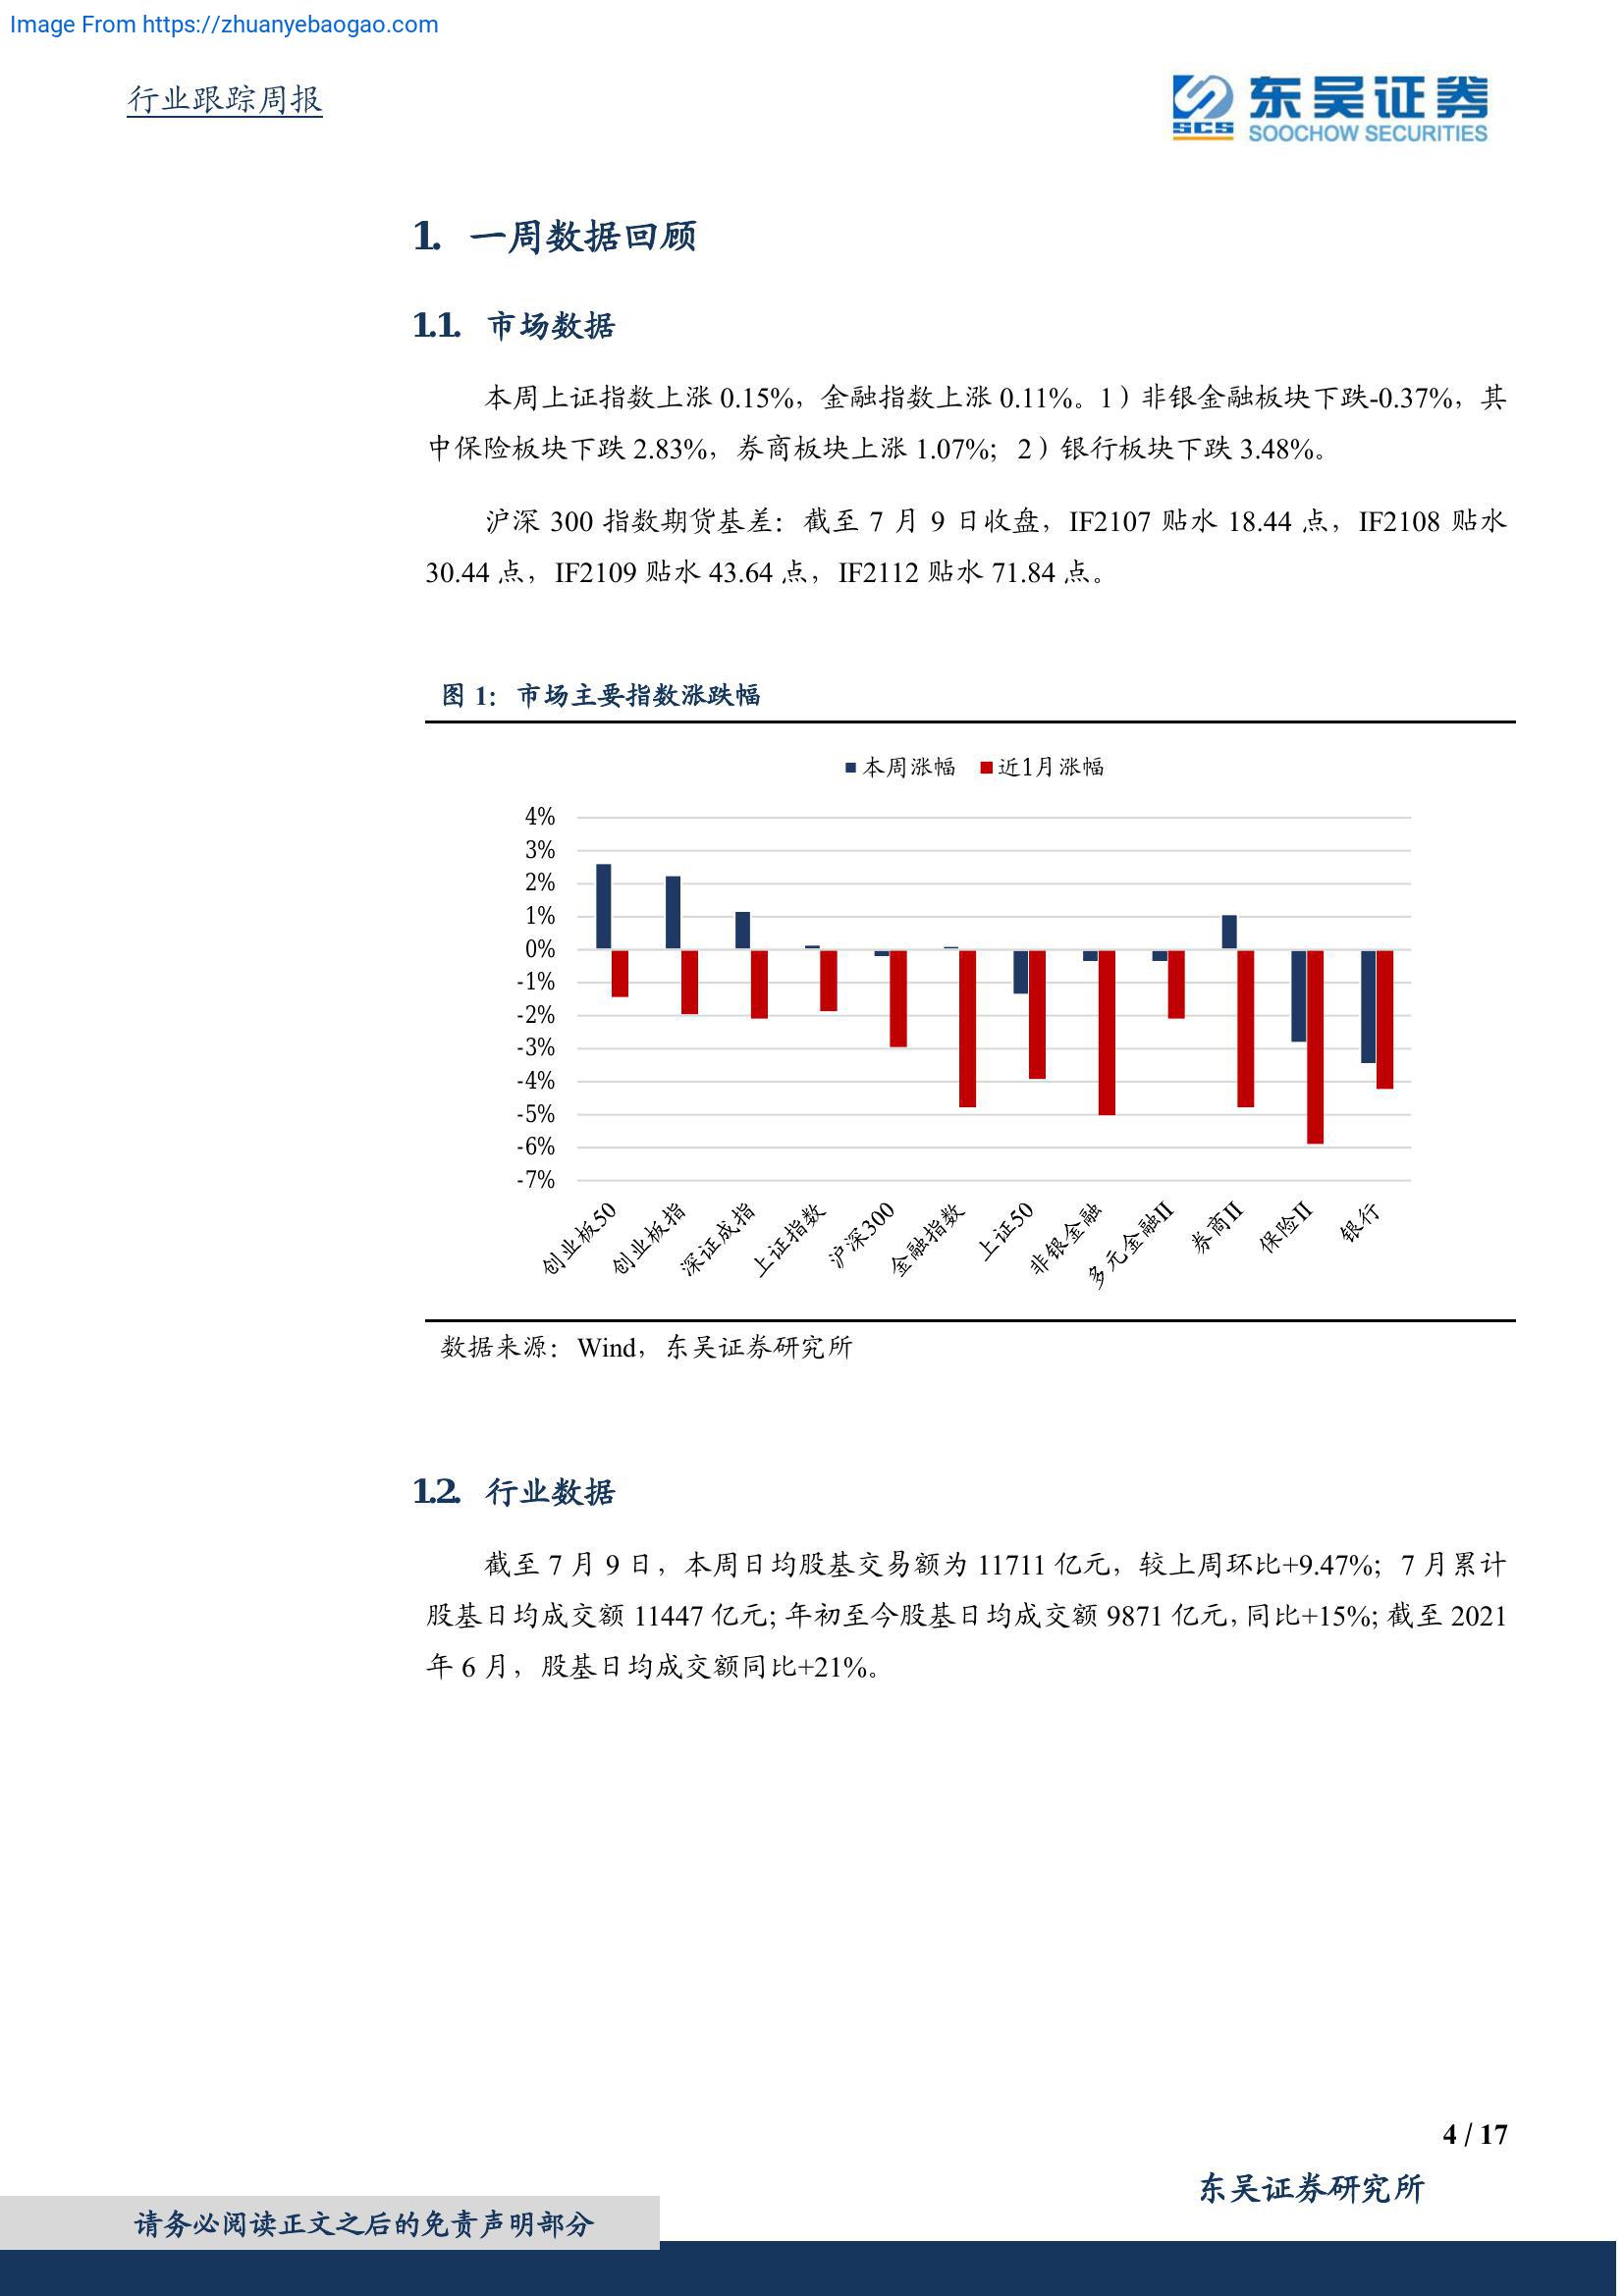 Image From https://zhuanyebaogao.com
行业跟踪周报
东吴证券
SCS
SOOCHOW SECURITIES
1. 一周数据回顾
1.1. 市场数据
本周上证指数上涨 0.15%，金融指数上涨 0.11%。1）非银金融板块下跌-0.37%，其
中保险板块下跌 2.83%，券商板块上涨 1.07%；2）银行板块下跌 3.48%。
沪深 300 指数期货基差：截至 7 月 9 日收盘，IF2107 贴水 18.44 点，IF2108 贴水
30.44 点，IF2109 贴水 43.64 点，IF2112 贴水 71.84 点。
图 1：市场主要指数涨跌幅
本周涨幅 近1月涨幅
4%
3%
2%
1%
0%
-1%
-2%
-3%
-4%
-5%
-6%
-7%
创业板50 创业板指 深证成指 上证指数 沪深300 金融指数 上证50 非银金融 多元金融II 券商II 保险II 银行
数据来源：Wind，东吴证券研究所
1.2. 行业数据
截至 7 月 9 日，本周日均股基交易额为 11711 亿元，较上周环比+9.47%；7 月累计
股基日均成交额 11447 亿元；年初至今股基日均成交额 9871 亿元，同比+15%；截至 2021
年 6 月，股基日均成交额同比+21%。
4 / 17
东吴证券研究所
请务必阅读正文之后的免责声明部分